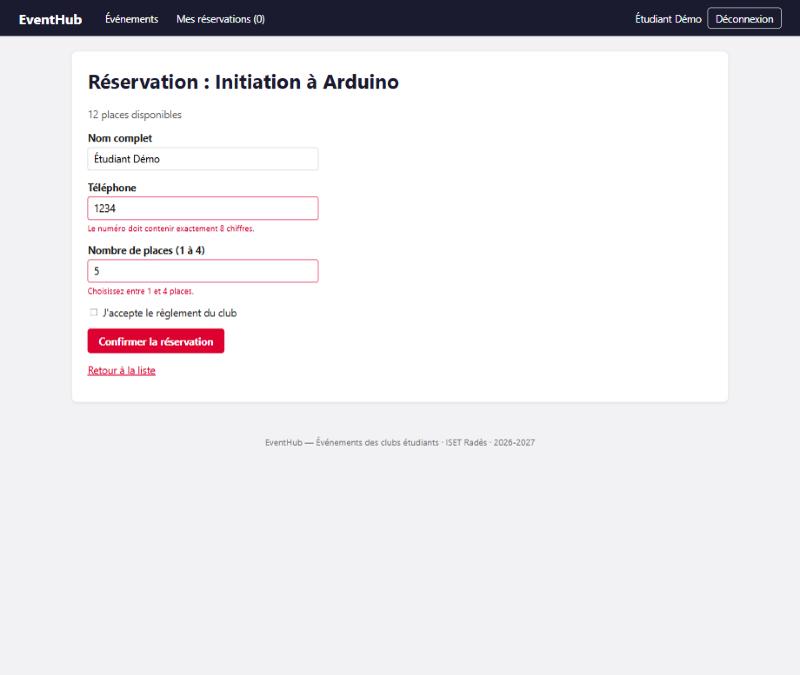 EventHub Événements Mes réservations (0) Étudiant Démo Déconnexion
Réservation : Initiation à Arduino
12 places disponibles
Nom complet
Étudiant Démo
Téléphone
1234
Le numéro doit contenir exactement 8 chiffres.
Nombre de places (1 à 4)
5
Choisissez entre 1 et 4 places.
J'accepte le règlement du club
Confirmer la réservation
Retour à la liste
EventHub — Événements des clubs étudiants · ISET Radès · 2026-2027